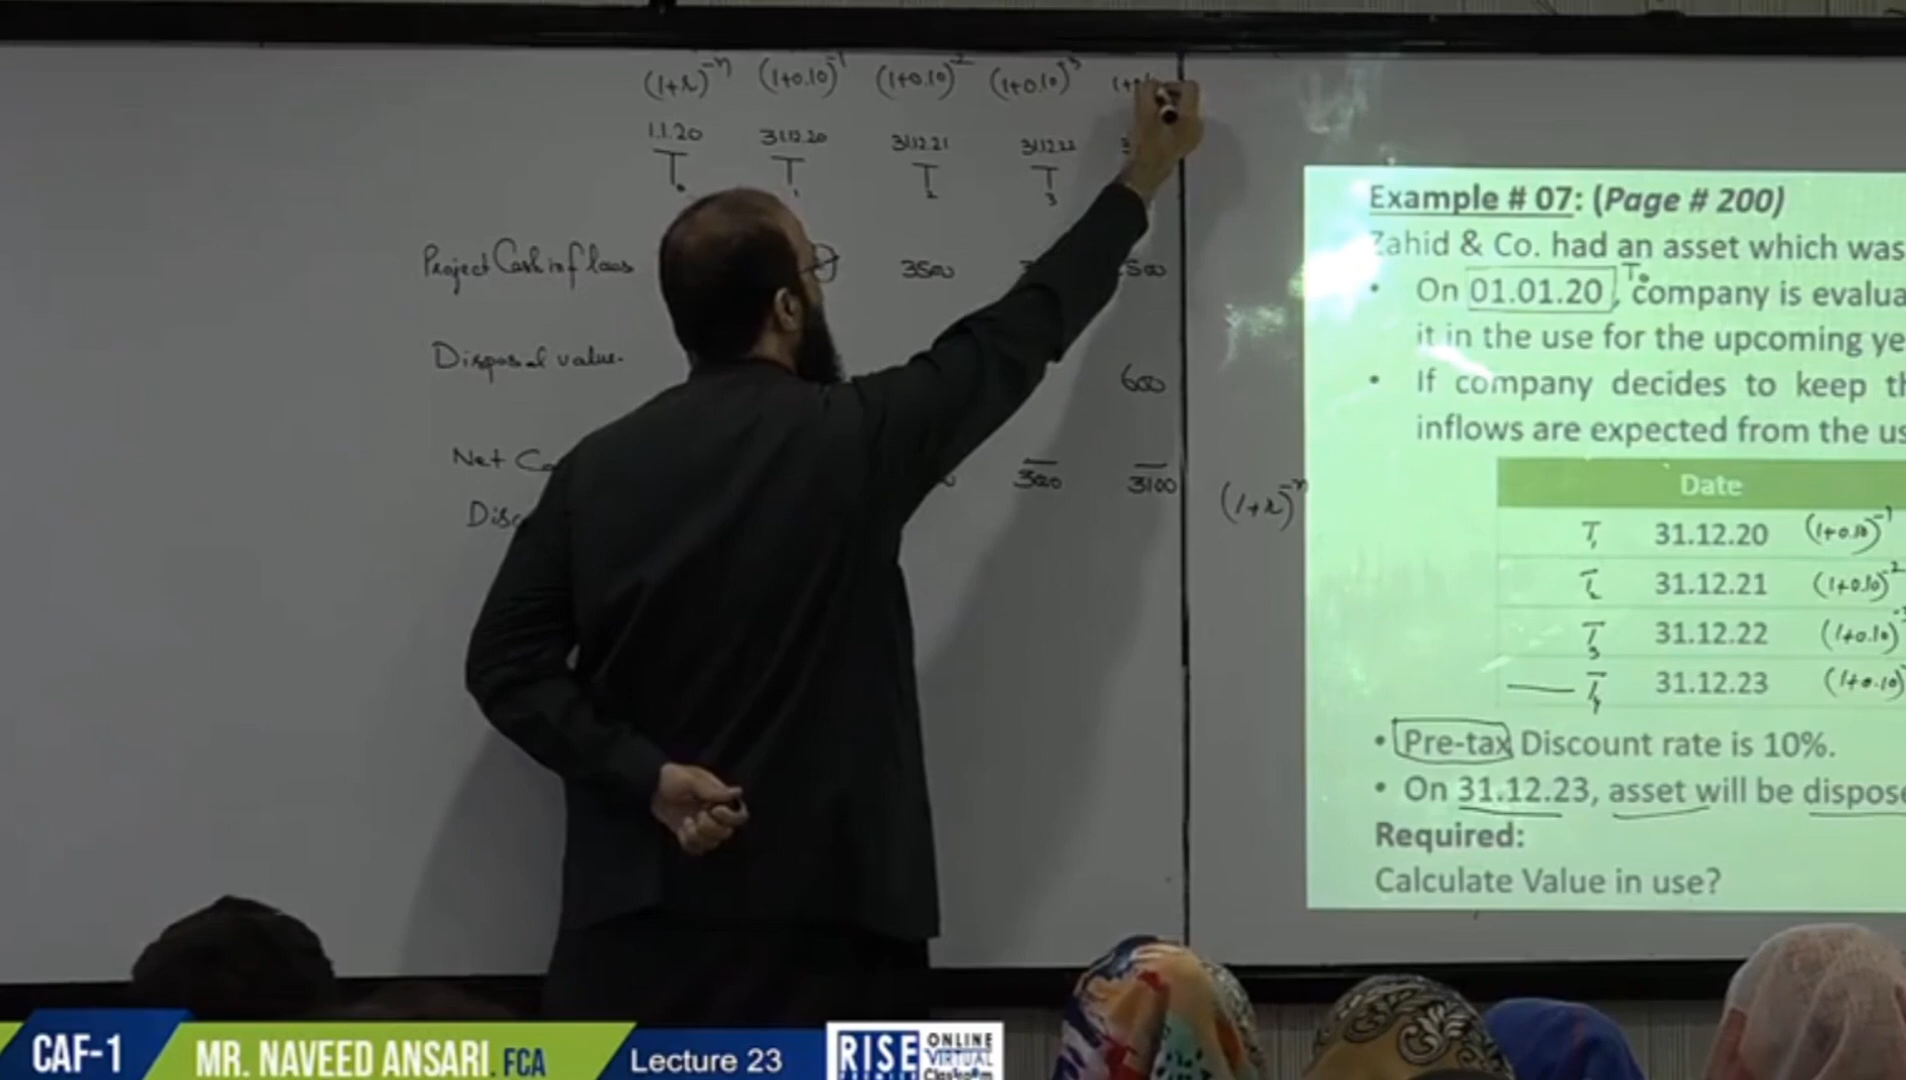 (1+r)^-n (1+0.10)^-1 (1+0.10)^-2 (1+0.10)^-3
1.1.20 31.12.20 31.12.21 31.12.22
T0 T1 T2 T3
Project Cash inflows 3500 500
Disposal value 600
Net 3000 3100
(1+r)^-n
Example # 07: (Page # 200)
Zahid & Co. had an asset which was
• On 01.01.20, T0 company is evalua
it in the use for the upcoming ye
• If company decides to keep th
inflows are expected from the us
Date
T1 31.12.20 (1+0.10)^-1
T2 31.12.21 (1+0.10)^-2
T3 31.12.22 (1+0.10)
T4 31.12.23 (1+0.10)
• Pre-tax Discount rate is 10%.
• On 31.12.23, asset will be dispose
Required:
Calculate Value in use?
CAF-1
MR. NAVEED ANSARI. FCA
Lecture 23
RISE
PREMIER
ONLINE
VIRTUAL
Classroom